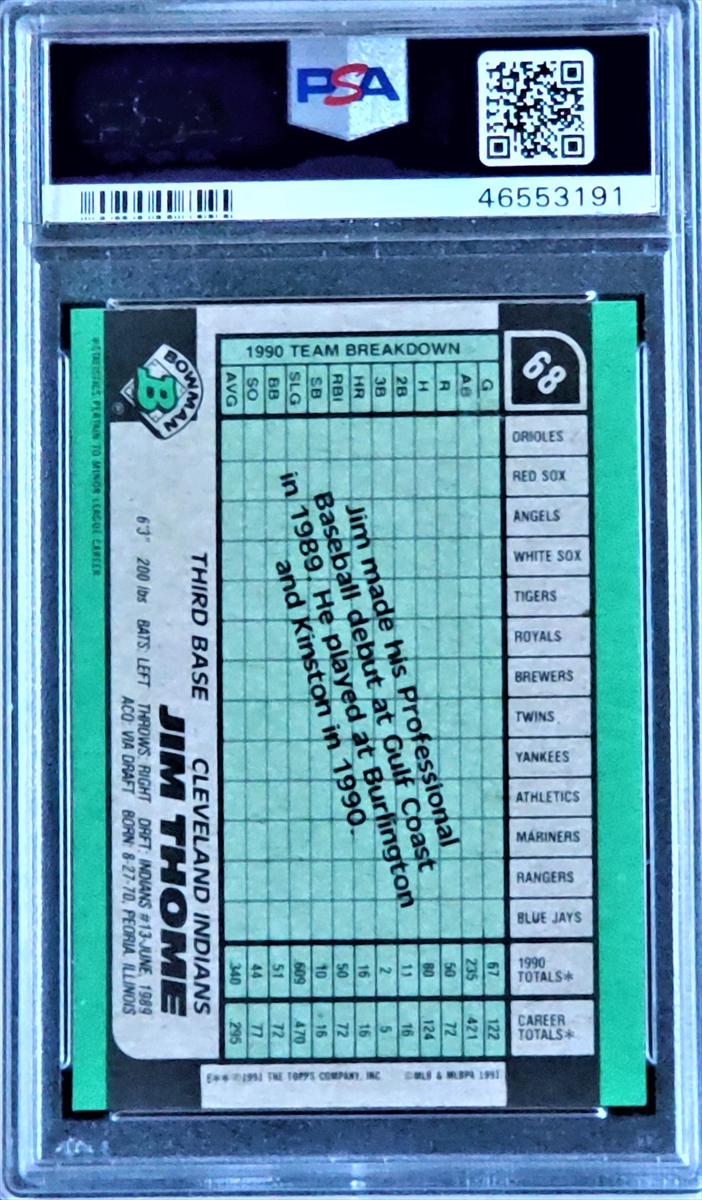 PSA
46553191
68
1990 TEAM BREAKDOWN
G AB R H 2B 3B HR RBI SB SLG BB SO AVG
ORIOLES
RED SOX
ANGELS
WHITE SOX
TIGERS
ROYALS
BREWERS
TWINS
YANKEES
ATHLETICS
MARINERS
RANGERS
BLUE JAYS
1990 TOTALS* 67 235 50 80 11 2 16 50 10 .609 51 44 .340
CAREER TOTALS* 122 421 72 124 16 5 16 72 16 .470 72 77 .295
Jim made his Professional
Baseball debut at Gulf Coast
in 1989. He played at Burlington
and Kinston in 1990.
BOWMAN
B
®
THIRD BASE CLEVELAND INDIANS
JIM THOME
6'3" 200 lbs BATS: LEFT THROWS: RIGHT DRFT: INDIANS #13-JUNE, 1989
ACQ: VIA DRAFT BORN: 8-27-70, PEORIA, ILLINOIS
*STATISTICS PERTAIN TO MINOR LEAGUE CAREER
E** ©1991 THE TOPPS COMPANY, INC. ©MLB & MLBPA 1991